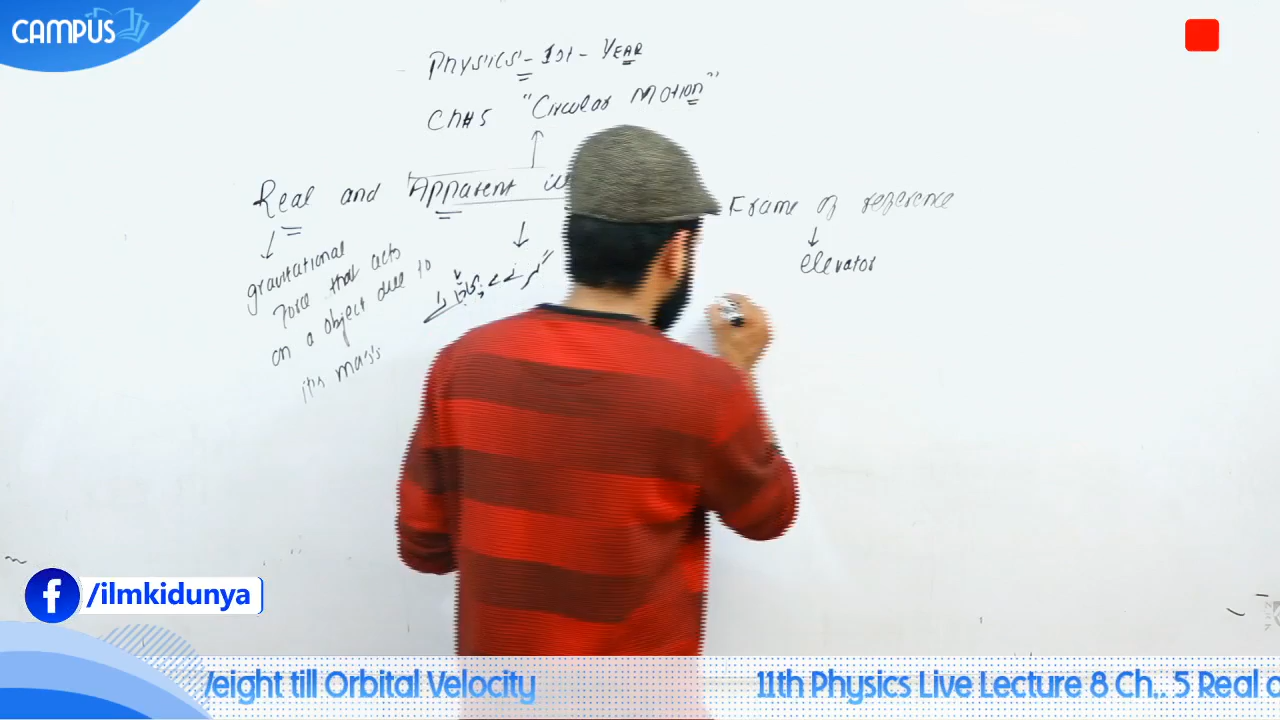 CAMPUS
Physics - 1st - YEAR
Ch#5 "Circular Motion"
Real and Apparent
Frame of reference
elevator
gravitational
Force that acts
on a object due to
its mass
/ilmkidunya
Weight till Orbital Velocity
11th Physics Live Lecture 8 Ch.. 5 Real